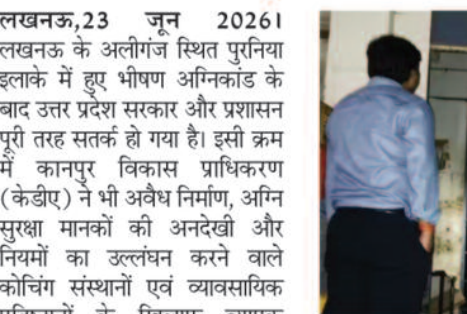 लखनऊ,23 जून 2026।
लखनऊ के अलीगंज स्थित पुरनिया
इलाके में हुए भीषण अग्निकांड के
बाद उत्तर प्रदेश सरकार और प्रशासन
पूरी तरह सतर्क हो गया है। इसी क्रम
में कानपुर विकास प्राधिकरण
(केडीए) ने भी अवैध निर्माण, अग्नि
सुरक्षा मानकों की अनदेखी और
नियमों का उल्लंघन करने वाले
कोचिंग संस्थानों एवं व्यावसायिक